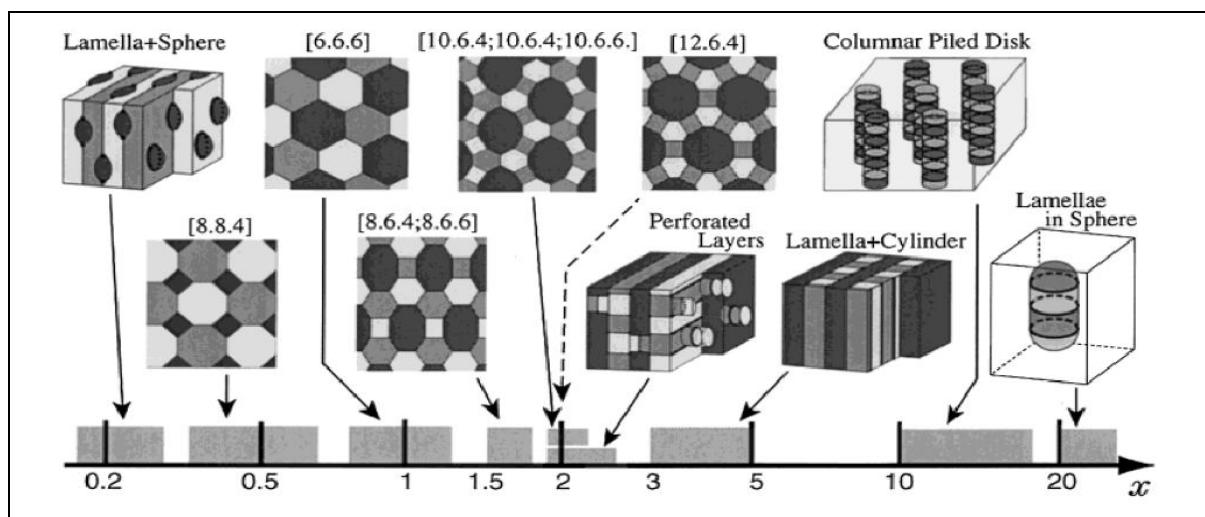 Lamella+Sphere
[6.6.6]
[10.6.4;10.6.4;10.6.6.]
[12.6.4]
Columnar Piled Disk
[8.8.4]
[8.6.4;8.6.6]
Perforated
Layers
Lamella+Cylinder
Lamellae
in Sphere
0.2
0.5
1
1.5
2
3
5
10
20
x